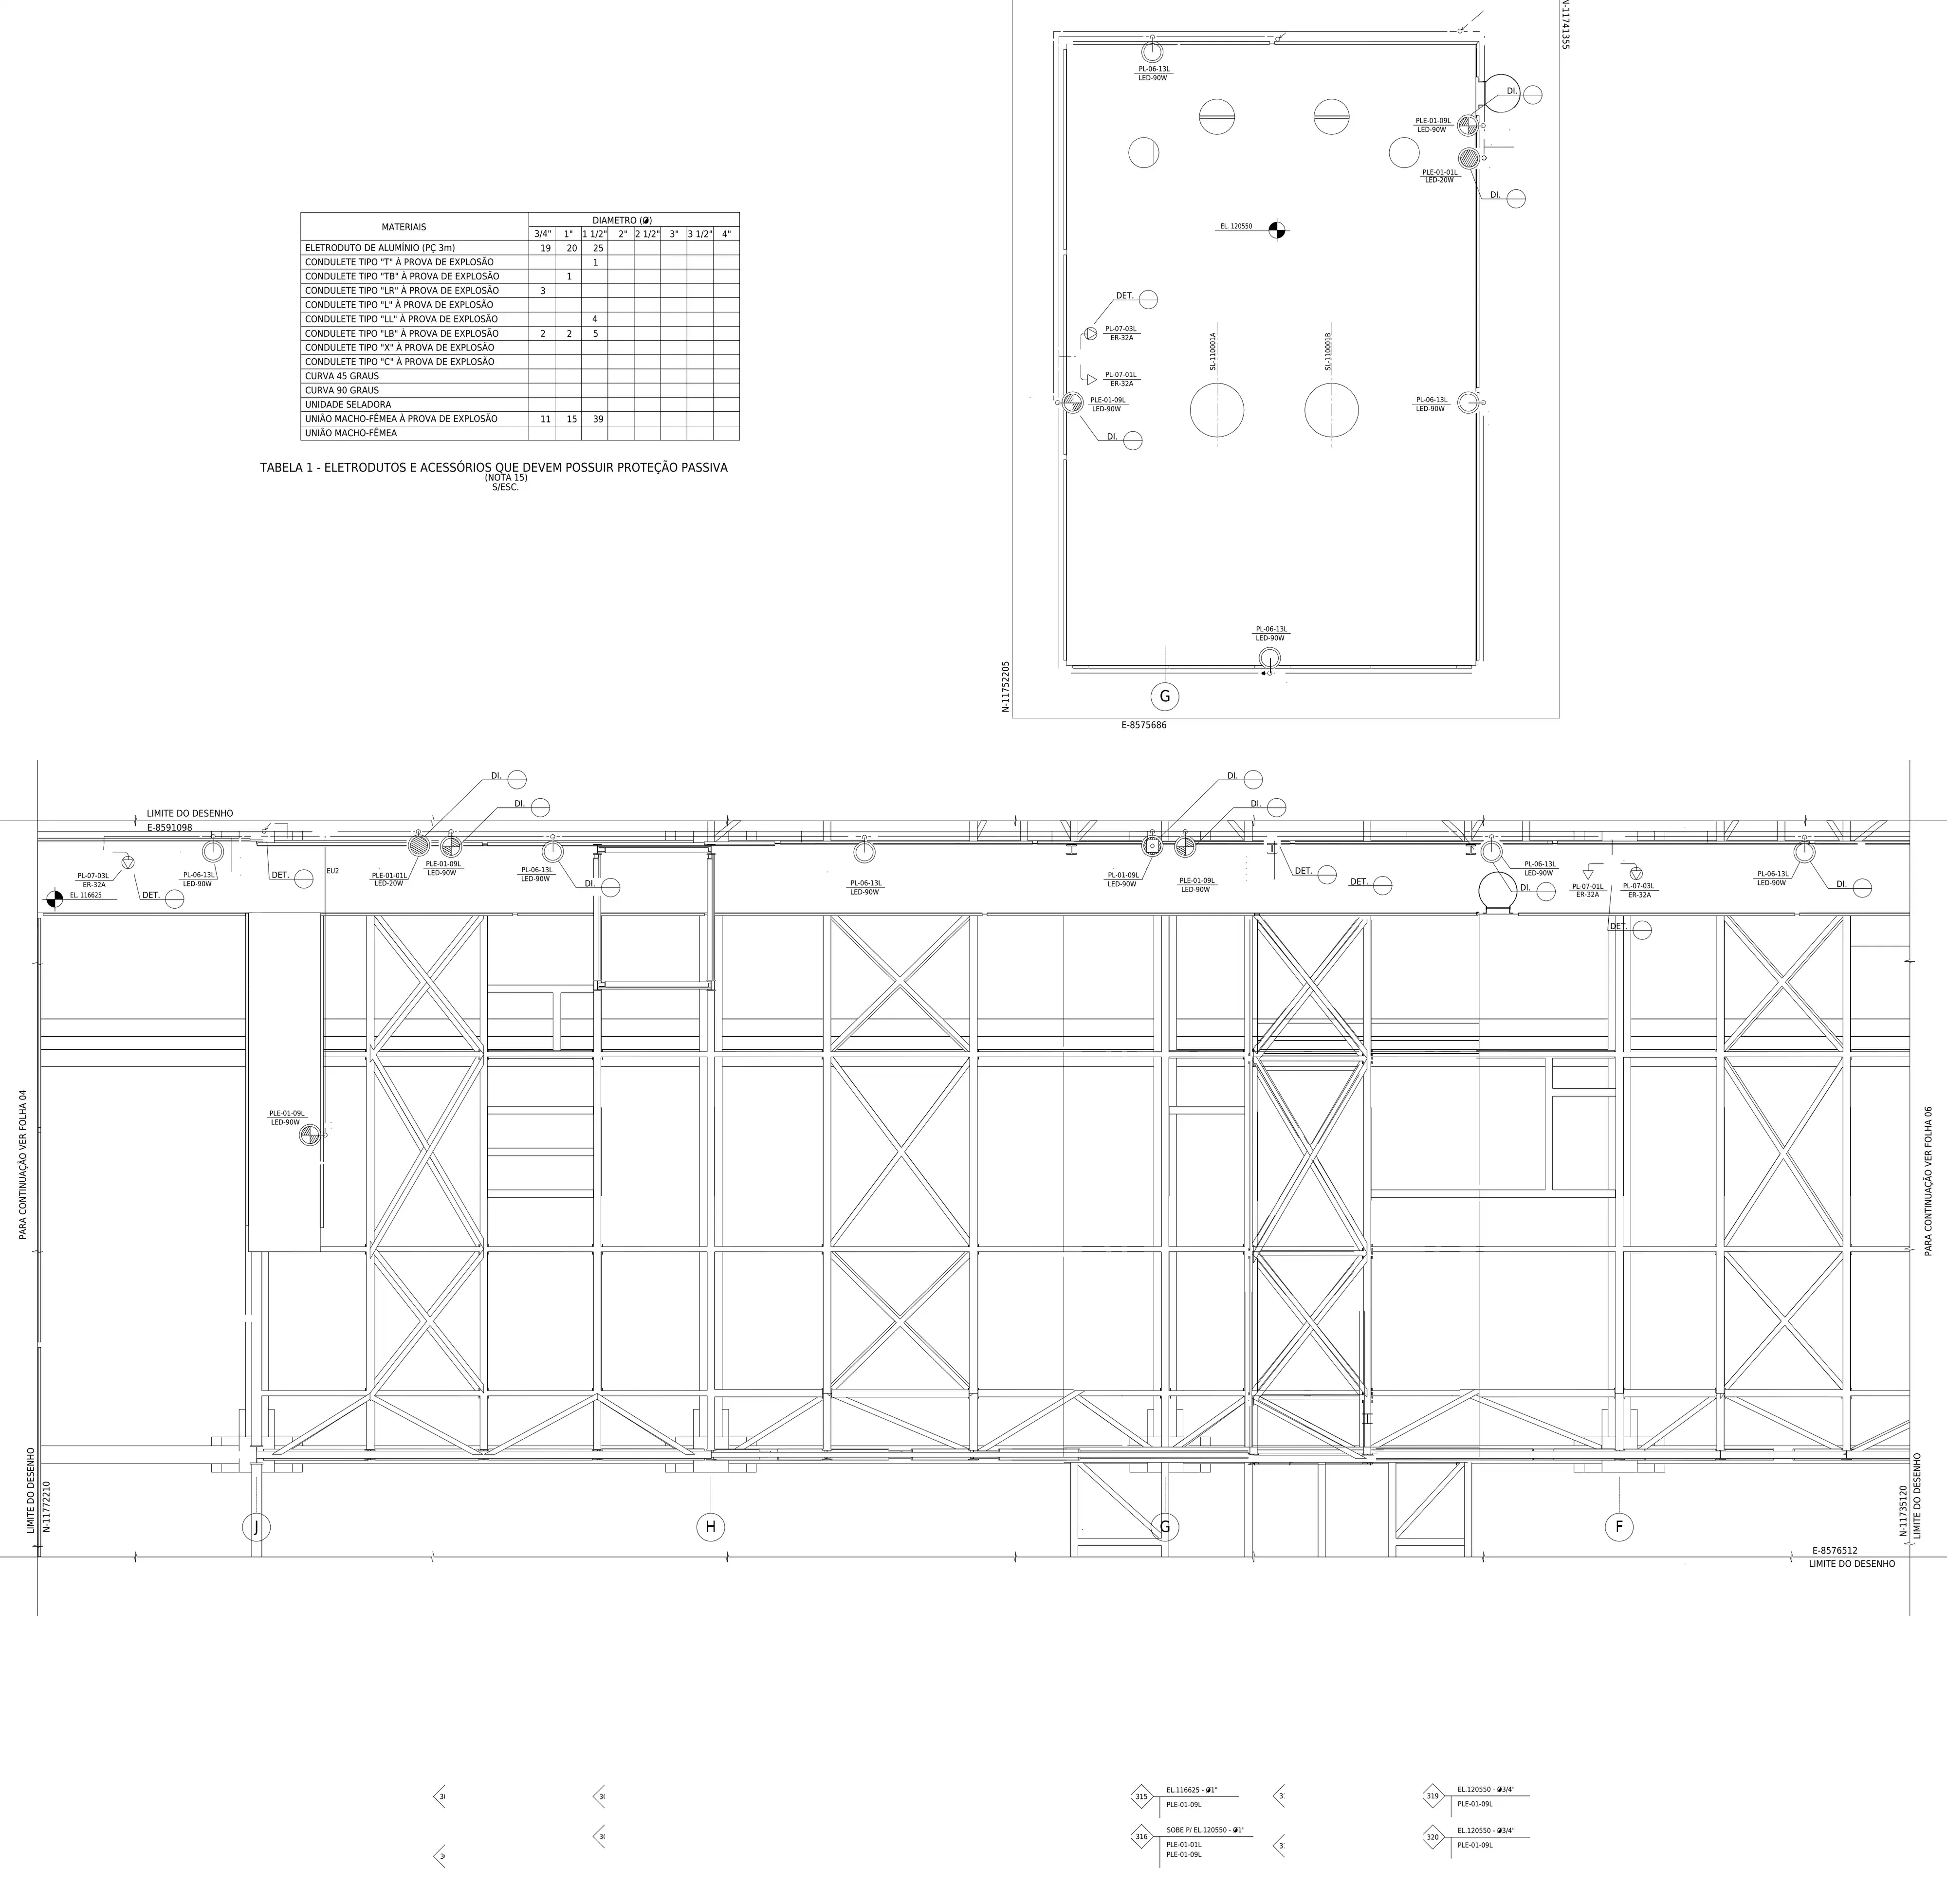 N-11741355
PL-06-13L
LED-90W
DI.
PLE-01-09L
LED-90W
PLE-01-01L
LED-20W
DI.
EL. 120550
DET.
PL-07-03L
ER-32A
PL-07-01L
ER-32A
PLE-01-09L
LED-90W
DI.
SL-110001A
SL-110001B
PL-06-13L
LED-90W
PL-06-13L
LED-90W
G
N-11752205
E-8575686
MATERIAIS DIAMETRO (Ø)
3/4" 1" 1 1/2" 2" 2 1/2" 3" 3 1/2" 4"
ELETRODUTO DE ALUMÍNIO (PÇ 3m) 19 20 25
CONDULETE TIPO "T" À PROVA DE EXPLOSÃO 1
CONDULETE TIPO "TB" À PROVA DE EXPLOSÃO 1
CONDULETE TIPO "LR" À PROVA DE EXPLOSÃO 3
CONDULETE TIPO "L" À PROVA DE EXPLOSÃO
CONDULETE TIPO "LL" À PROVA DE EXPLOSÃO 4
CONDULETE TIPO "LB" À PROVA DE EXPLOSÃO 2 2 5
CONDULETE TIPO "X" À PROVA DE EXPLOSÃO
CONDULETE TIPO "C" À PROVA DE EXPLOSÃO
CURVA 45 GRAUS
CURVA 90 GRAUS
UNIDADE SELADORA
UNIÃO MACHO-FÊMEA À PROVA DE EXPLOSÃO 11 15 39
UNIÃO MACHO-FÊMEA
TABELA 1 - ELETRODUTOS E ACESSÓRIOS QUE DEVEM POSSUIR PROTEÇÃO PASSIVA
(NOTA 15)
S/ESC.
LIMITE DO DESENHO
E-8591098
DI.
DI.
DI.
DI.
PL-07-03L
ER-32A
EL. 116625
DET.
PL-06-13L
LED-90W
DET.
EU2
PLE-01-01L
LED-20W
PLE-01-09L
LED-90W
PL-06-13L
LED-90W
DI.
PL-06-13L
LED-90W
PL-01-09L
LED-90W
PLE-01-09L
LED-90W
DET.
DET.
PL-06-13L
LED-90W
DI.
PL-07-01L
ER-32A
PL-07-03L
ER-32A
DET.
PL-06-13L
LED-90W
DI.
PLE-01-09L
LED-90W
PARA CONTINUAÇÃO VER FOLHA 04
PARA CONTINUAÇÃO VER FOLHA 06
LIMITE DO DESENHO
N-11772210
J
H
G
F
N-11735120
LIMITE DO DESENHO
E-8576512
LIMITE DO DESENHO
315 EL.116625 - Ø1"
PLE-01-09L
316 SOBE P/ EL.120550 - Ø1"
PLE-01-01L
PLE-01-09L
319 EL.120550 - Ø3/4"
PLE-01-09L
320 EL.120550 - Ø3/4"
PLE-01-09L